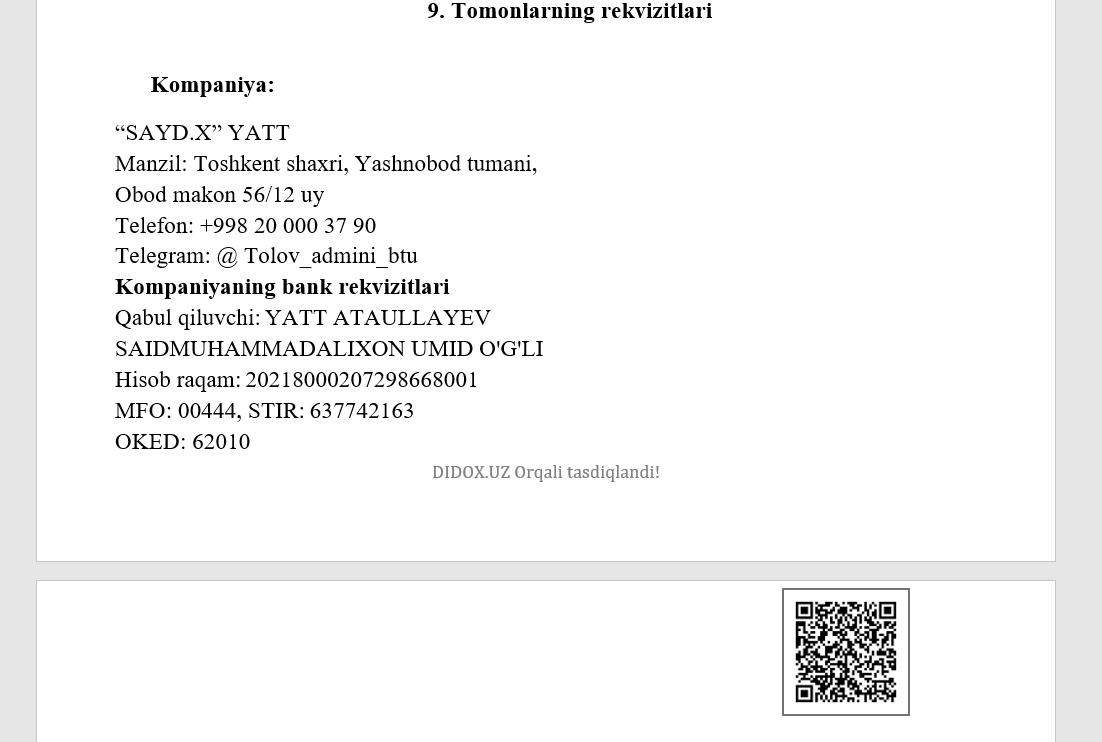 9. Tomonlarning rekvizitlari
Kompaniya:
“SAYD.X” YATT
Manzil: Toshkent shaxri, Yashnobod tumani,
Obod makon 56/12 uy
Telefon: +998 20 000 37 90
Telegram: @ Tolov_admini_btu
Kompaniyaning bank rekvizitlari
Qabul qiluvchi: YATT ATAULLAYEV
SAIDMUHAMMADALIXON UMID O'G'LI
Hisob raqam: 20218000207298668001
MFO: 00444, STIR: 637742163
OKED: 62010
DIDOX.UZ Orqali tasdiqlandi!